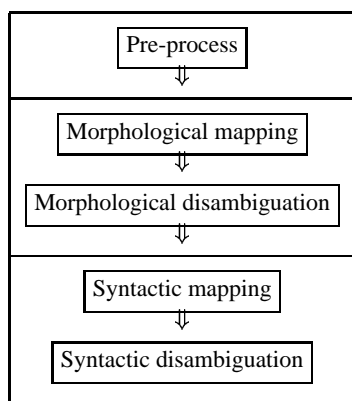 Pre-process
⇓
Morphological mapping
⇓
Morphological disambiguation
⇓
Syntactic mapping
⇓
Syntactic disambiguation